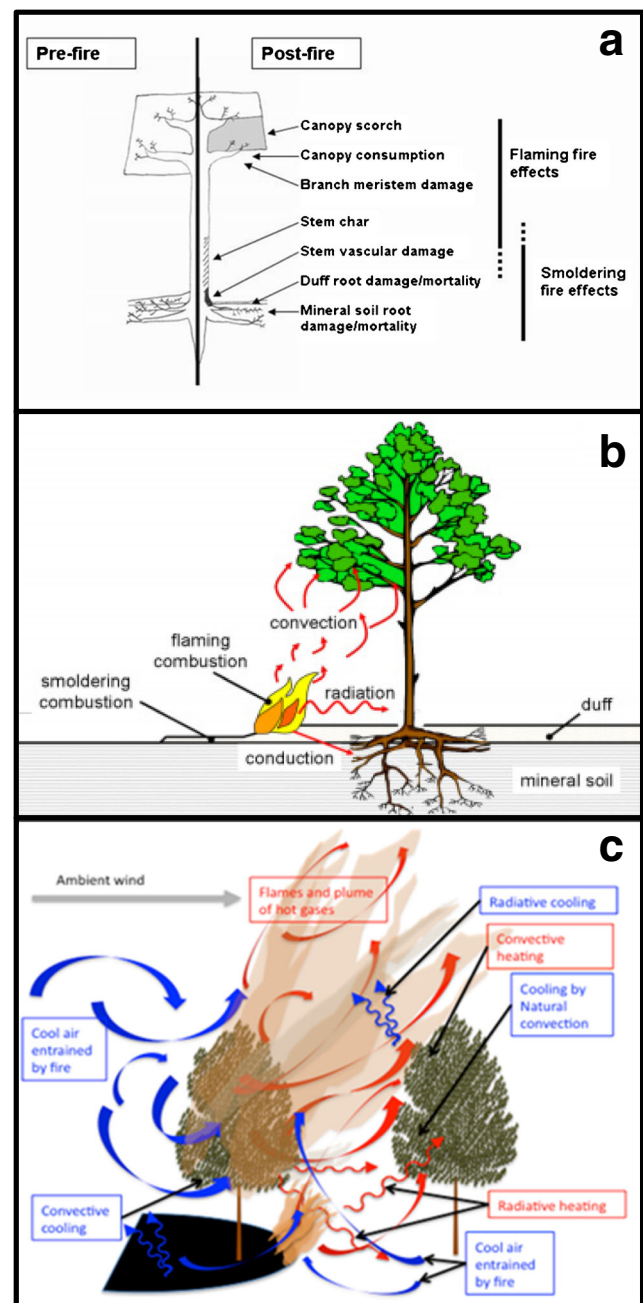 a
Pre-fire
Post-fire
Canopy scorch
Canopy consumption
Branch meristem damage
Flaming fire
effects
Stem char
Stem vascular damage
Duff root damage/mortality
Mineral soil root
damage/mortality
Smoldering
fire effects
b
convection
flaming
combustion
smoldering
combustion
radiation
duff
conduction
mineral soil
c
Ambient wind
Flames and plume
of hot gases
Radiative cooling
Convective
heating
Cooling by
Natural
convection
Cool air
entrained
by fire
Convective
cooling
Radiative heating
Cool air
entrained
by fire